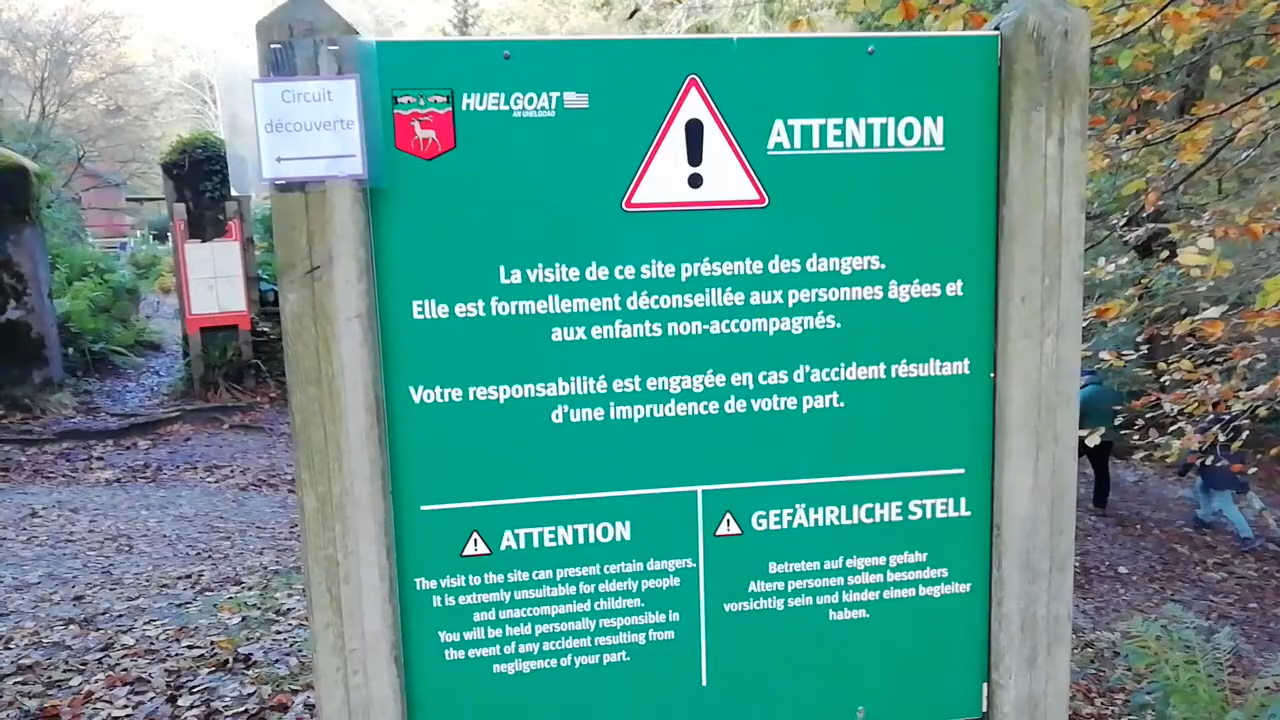 Circuit
découverte
HUELGOAT
AN UHELGOAD
ATTENTION
La visite de ce site présente des dangers.
Elle est formellement déconseillée aux personnes âgées et
aux enfants non-accompagnés.
Votre responsabilité est engagée en cas d'accident résultant
d'une imprudence de votre part.
ATTENTION
The visit to the site can present certain dangers.
It is extremly unsuitable for elderly people
and unaccompanied children.
You will be held personally responsible in
the event of any accident resulting from
negligence of your part.
GEFÄHRLICHE STELL
Betreten auf eigene gefahr
Altere personen sollen besonders
vorsichtig sein und kinder einen begleiter
haben.